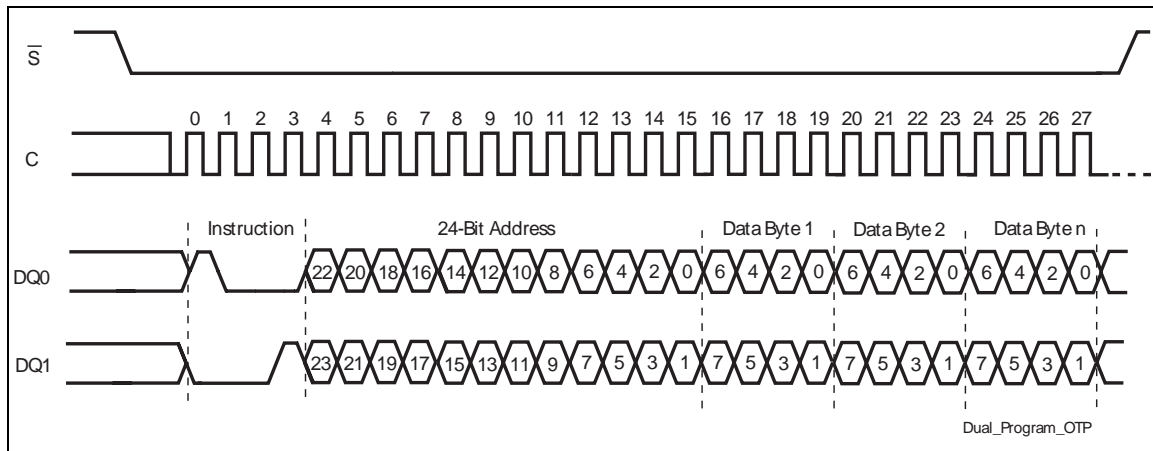 S
0 1 2 3 4 5 6 7 8 9 10 11 12 13 14 15 16 17 18 19 20 21 22 23 24 25 26 27
C
Instruction 24-Bit Address Data Byte 1 Data Byte 2 Data Byte n
DQ0 22 20 18 16 14 12 10 8 6 4 2 0 6 4 2 0 6 4 2 0 6 4 2 0
DQ1 23 21 19 17 15 13 11 9 7 5 3 1 7 5 3 1 7 5 3 1 7 5 3 1
Dual_Program_OTP